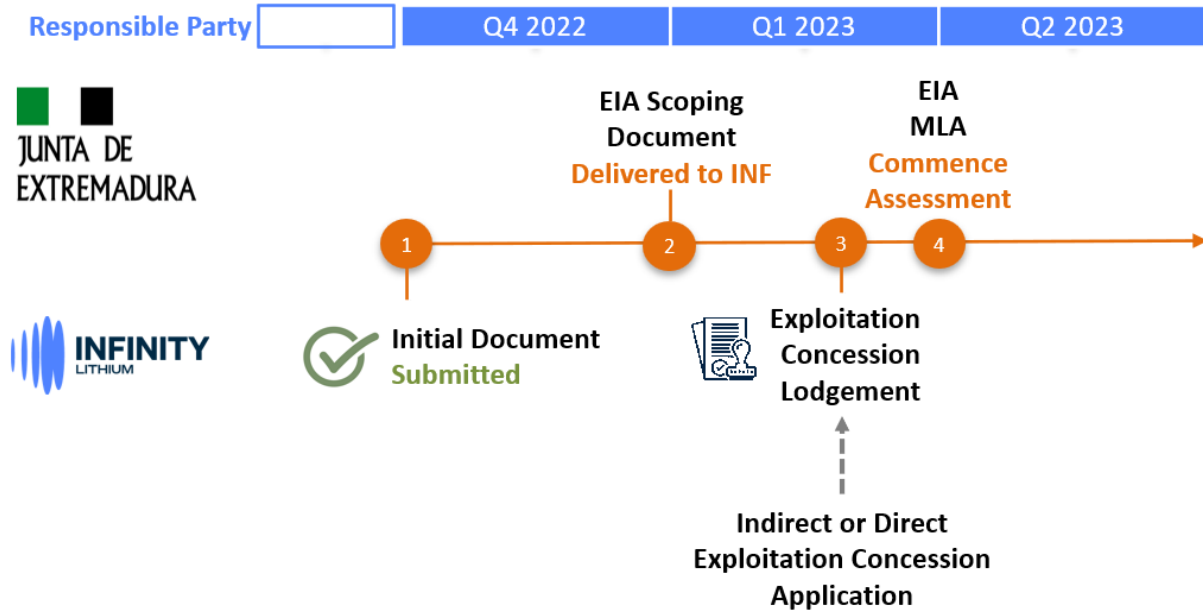 Responsible Party
Q4 2022
Q1 2023
Q2 2023
JUNTA DE
EXTREMADURA
EIA Scoping
Document
Delivered to INF
EIA
MLA
Commence
Assessment
1
2
3
4
INFINITY
LITHIUM
Initial Document
Submitted
Exploitation
Concession
Lodgement
Indirect or Direct
Exploitation Concession
Application